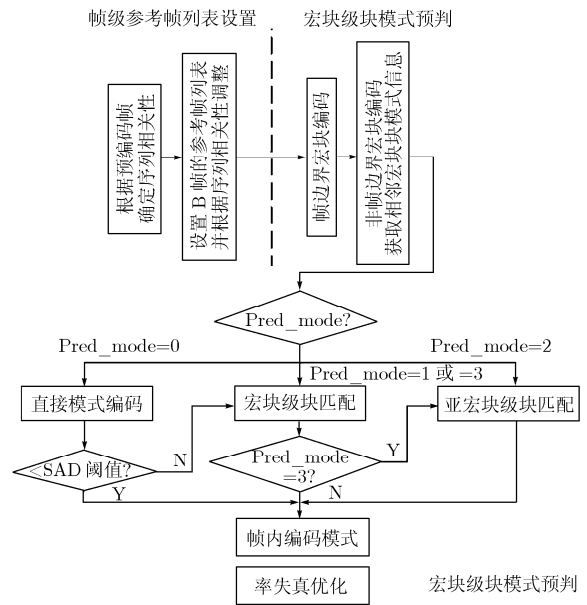 帧级参考帧列表设置
宏块级块模式预判
根据预编码帧
确定序列相关性
设置 B 帧的参考帧列表
并根据序列相关性调整
帧边界宏块编码
非帧边界宏块编码
获取相邻宏块块模式信息
Pred_mode?
Pred_mode=0
Pred_mode=2
Pred_mode=1 或 =3
直接模式编码
宏块级块匹配
亚宏块级块匹配
<SAD 阈值?
N
Pred_mode
=3?
Y
Y
N
帧内编码模式
率失真优化
宏块级块模式预判